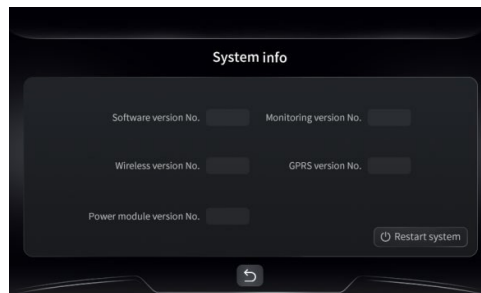 System info
Software version No.
Monitoring version No.
Wireless version No.
GPRS version No.
Power module version No.
Restart system